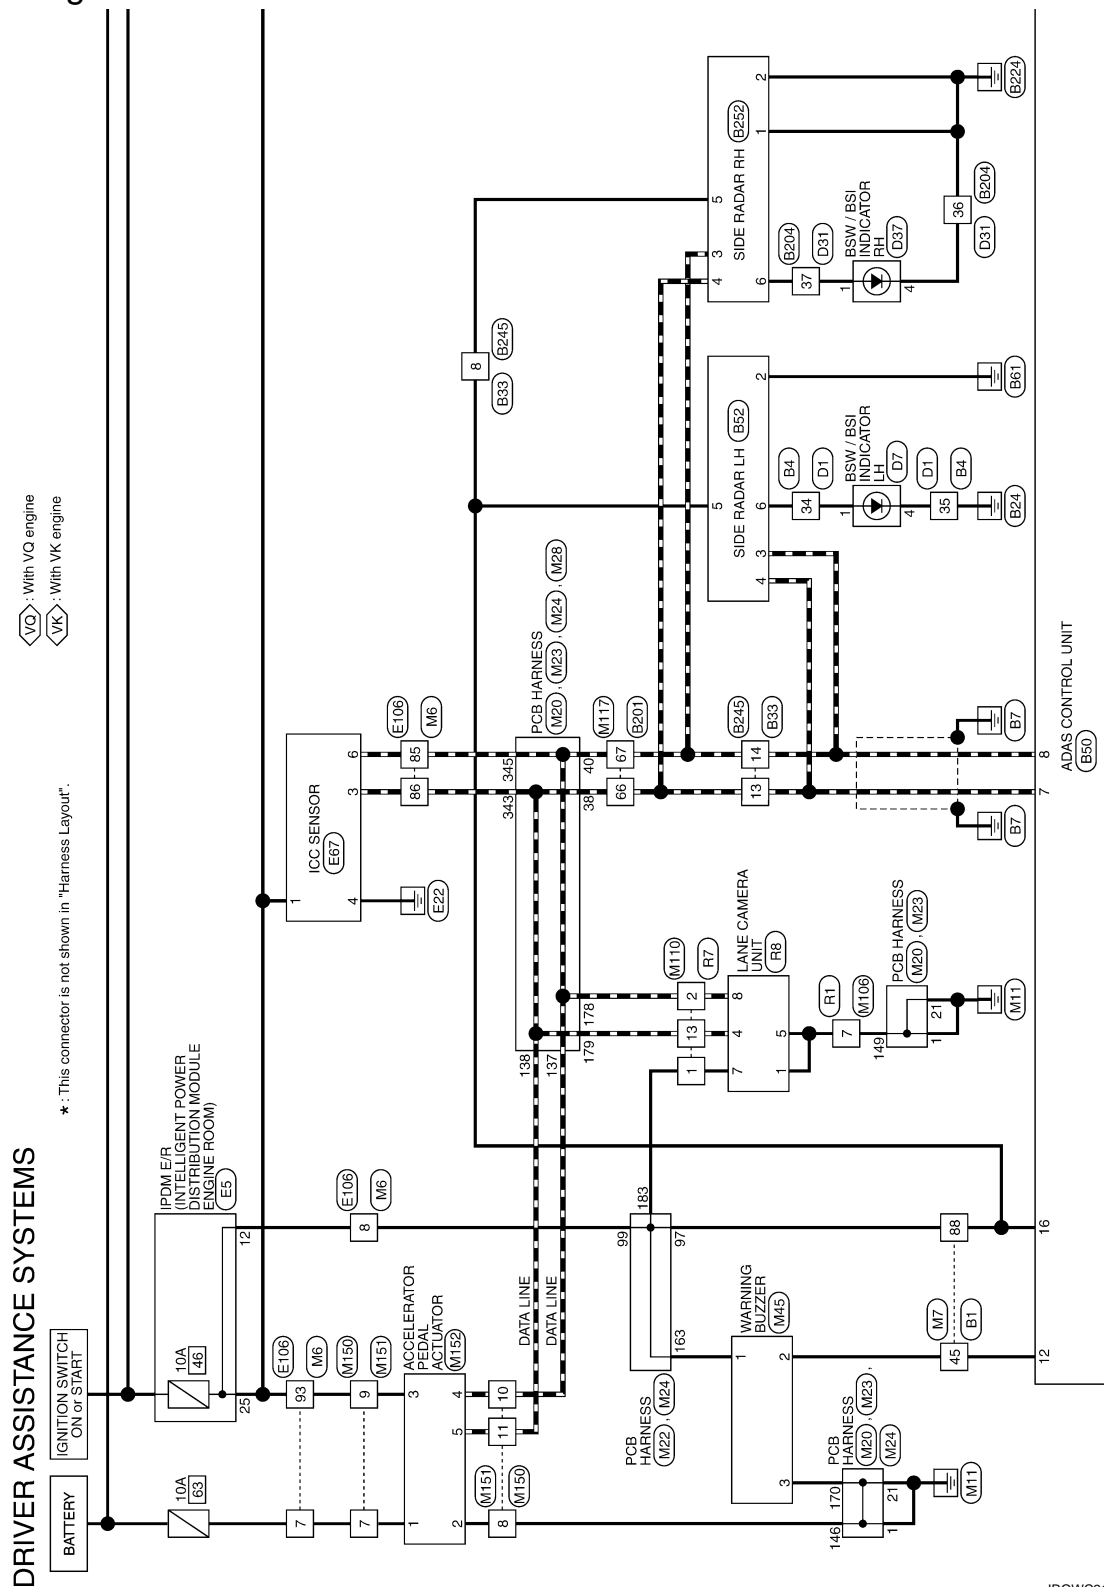 DRIVER ASSISTANCE SYSTEMS
VQ : With VQ engine
VK : With VK engine
* : This connector is not shown in "Harness Layout".
BATTERY
IGNITION SWITCH
ON or START
10A
63
10A
46
IPDM E/R
(INTELLIGENT POWER
DISTRIBUTION MODULE
ENGINE ROOM)
E5
25
12
7
93
E106
M6
7
9
M150
M151
8
E106
M6
ACCELERATOR
PEDAL
ACTUATOR
M152
1
3
2
5
4
8
11
10
M151
M150
DATA LINE
DATA LINE
ICC SENSOR
E67
1
4
3
6
E22
86
85
E106
M6
PCB HARNESS
M20 , M23 , M24 , M28
343
345
38
40
138
137
179
178
66
67
M117
B201
8
B33
B245
PCB
HARNESS
M22 , M24
99
183
97
163
1
13
2
M110
R7
LANE CAMERA
UNIT
R8
7
4
8
1
5
7
R1
M106
PCB HARNESS
M20 , M23
149
1
21
M11
WARNING
BUZZER
M45
1
3
2
PCB
HARNESS
M20 , M23 ,
M24
146
170
1
21
M11
45
88
M7
B1
13
14
B245
B33
B7
B7
SIDE RADAR LH
B52
5
4
3
6
2
34
B4
D1
BSW / BSI
INDICATOR
LH
D7
1
4
35
D1
B4
B24
B61
SIDE RADAR RH
B252
4
3
5
6
1
2
37
B204
D31
BSW / BSI
INDICATOR
RH
D37
1
4
36
D31
B204
B224
12
16
7
8
ADAS CONTROL UNIT
B50